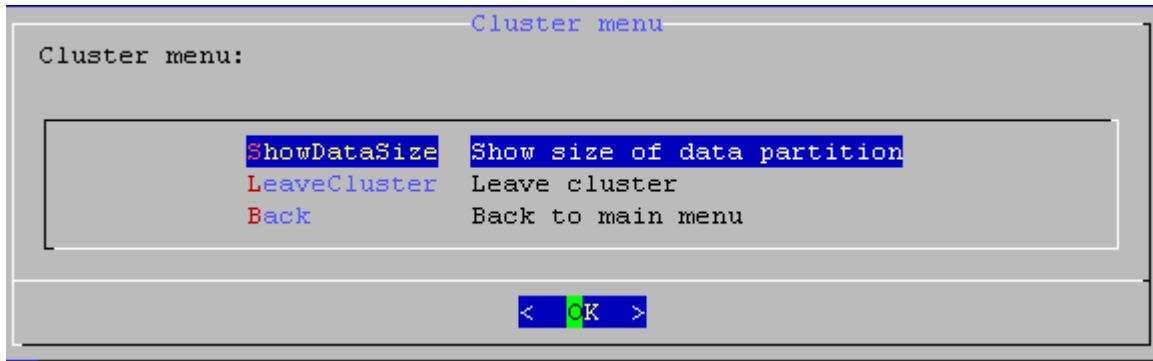 Cluster menu
Cluster menu:
ShowDataSize Show size of data partition
LeaveCluster Leave cluster
Back Back to main menu
< OK >